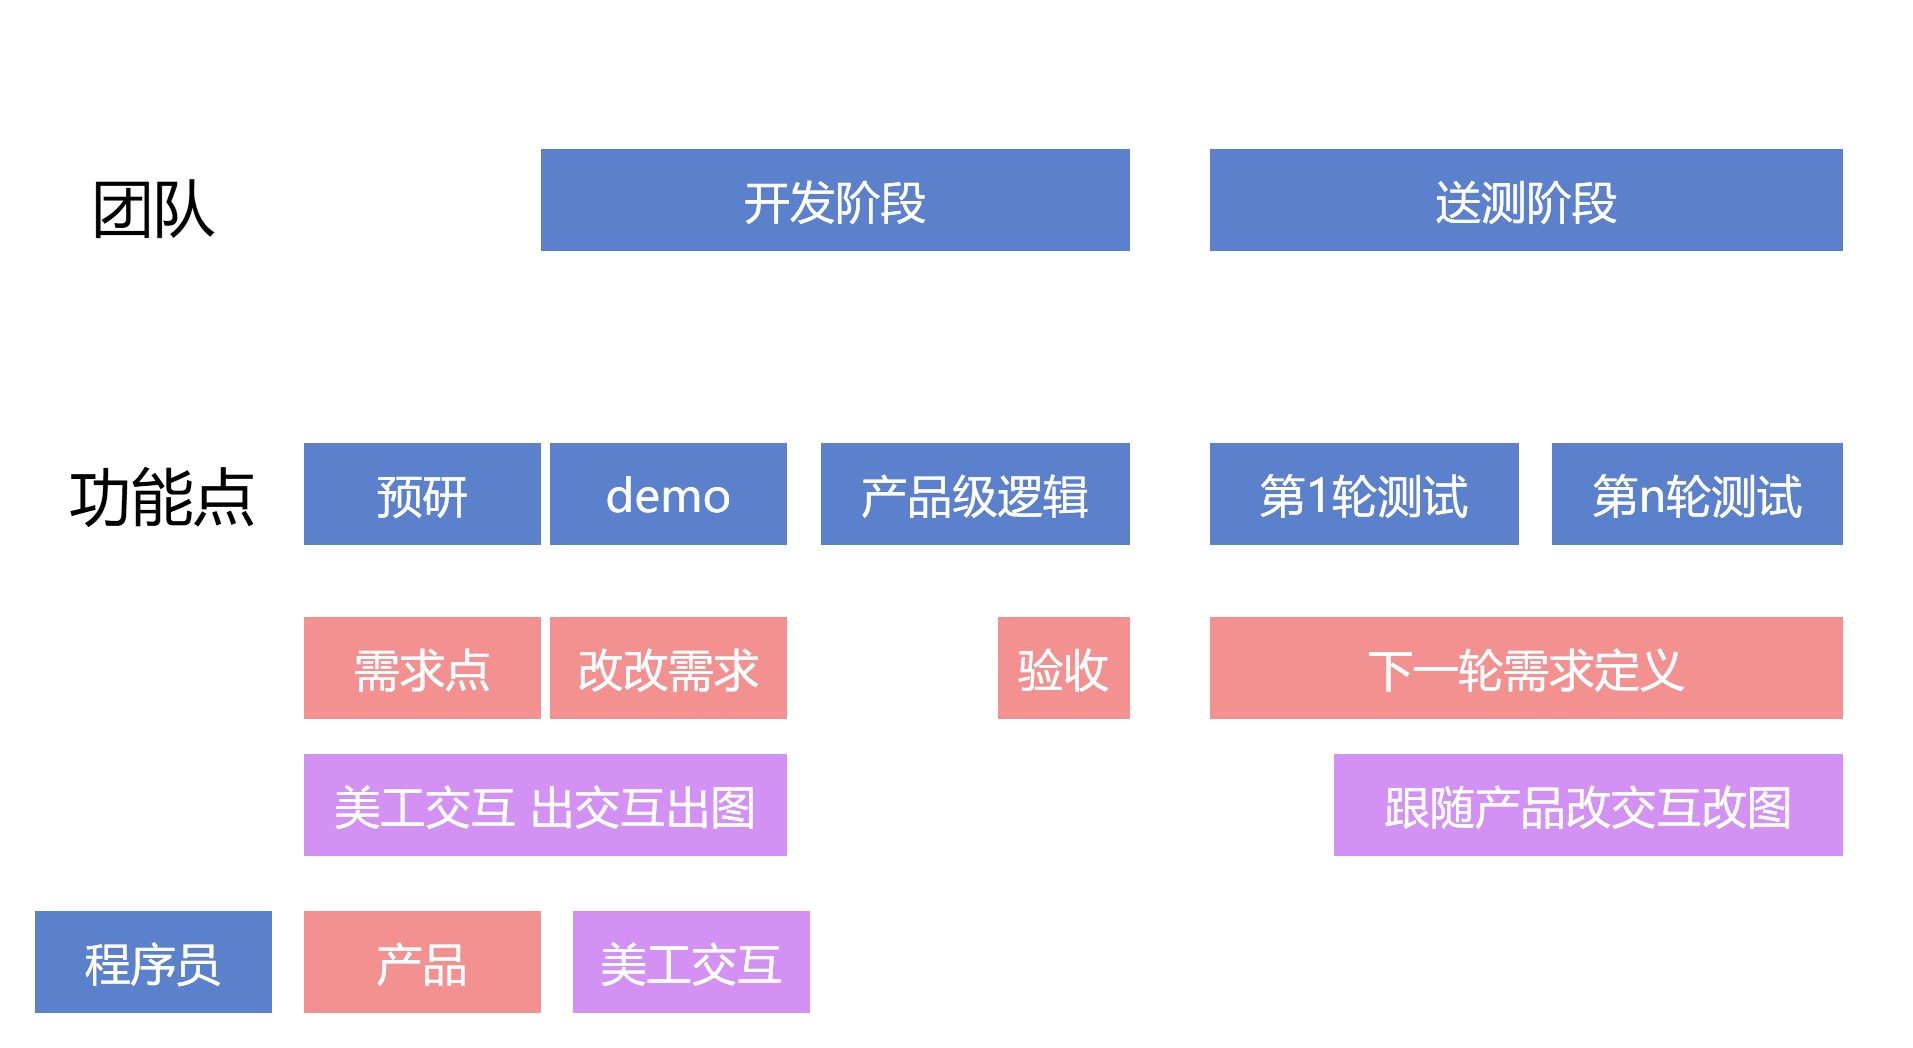 团队
开发阶段
送测阶段
功能点
预研
demo
产品级逻辑
第1轮测试
第n轮测试
需求点
改改需求
验收
下一轮需求定义
美工交互 出交互出图
跟随产品改交互改图
程序员
产品
美工交互